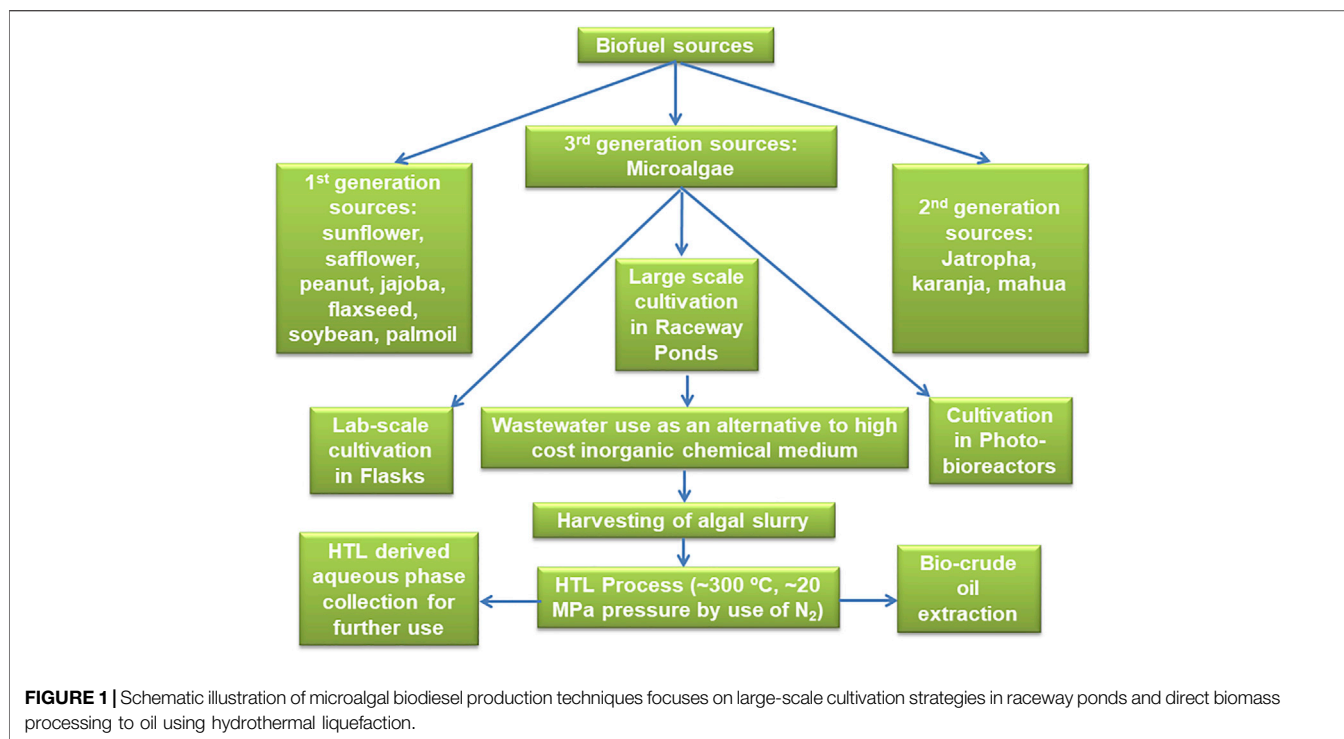 Biofuel sources
3rd generation sources:
Microalgae
1st generation
sources:
sunflower,
safflower,
peanut, jajoba,
flaxseed,
soybean, palmoil
2nd generation
sources:
Jatropha,
karanja, mahua
Large scale
cultivation
in Raceway
Ponds
Lab-scale
cultivation
in Flasks
Wastewater use as an alternative to high
cost inorganic chemical medium
Cultivation
in Photo-
bioreactors
Harvesting of algal slurry
HTL derived
aqueous phase
collection for
further use
HTL Process (~300 ºC, ~20
MPa pressure by use of N2)
Bio-crude
oil
extraction
FIGURE 1 | Schematic illustration of microalgal biodiesel production techniques focuses on large-scale cultivation strategies in raceway ponds and direct biomass
processing to oil using hydrothermal liquefaction.